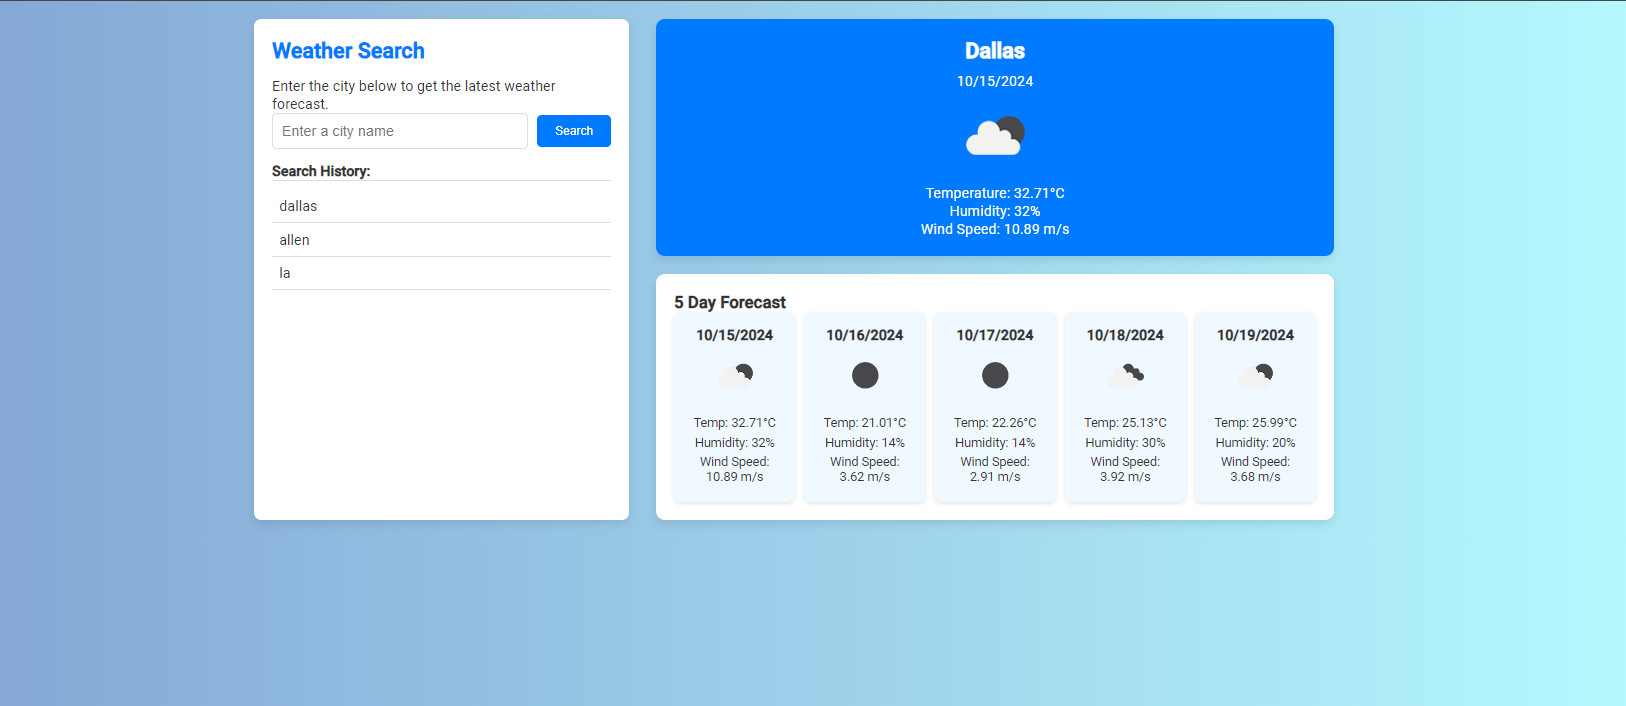 Weather Search
Enter the city below to get the latest weather
forecast.
Enter a city name
Search
Search History:
dallas
allen
la
Dallas
10/15/2024
Temperature: 32.71°C
Humidity: 32%
Wind Speed: 10.89 m/s
5 Day Forecast
10/15/2024
Temp: 32.71°C
Humidity: 32%
Wind Speed:
10.89 m/s
10/16/2024
Temp: 21.01°C
Humidity: 14%
Wind Speed:
3.62 m/s
10/17/2024
Temp: 22.26°C
Humidity: 14%
Wind Speed:
2.91 m/s
10/18/2024
Temp: 25.13°C
Humidity: 30%
Wind Speed:
3.92 m/s
10/19/2024
Temp: 25.99°C
Humidity: 20%
Wind Speed:
3.68 m/s